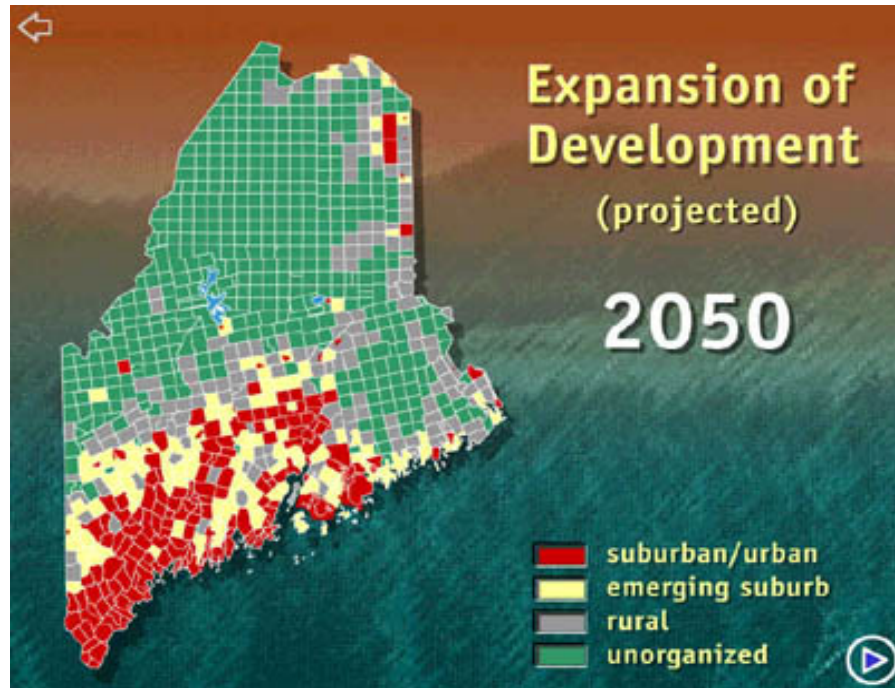 Expansion of
Development
(projected)
2050
suburban/urban
emerging suburb
rural
unorganized